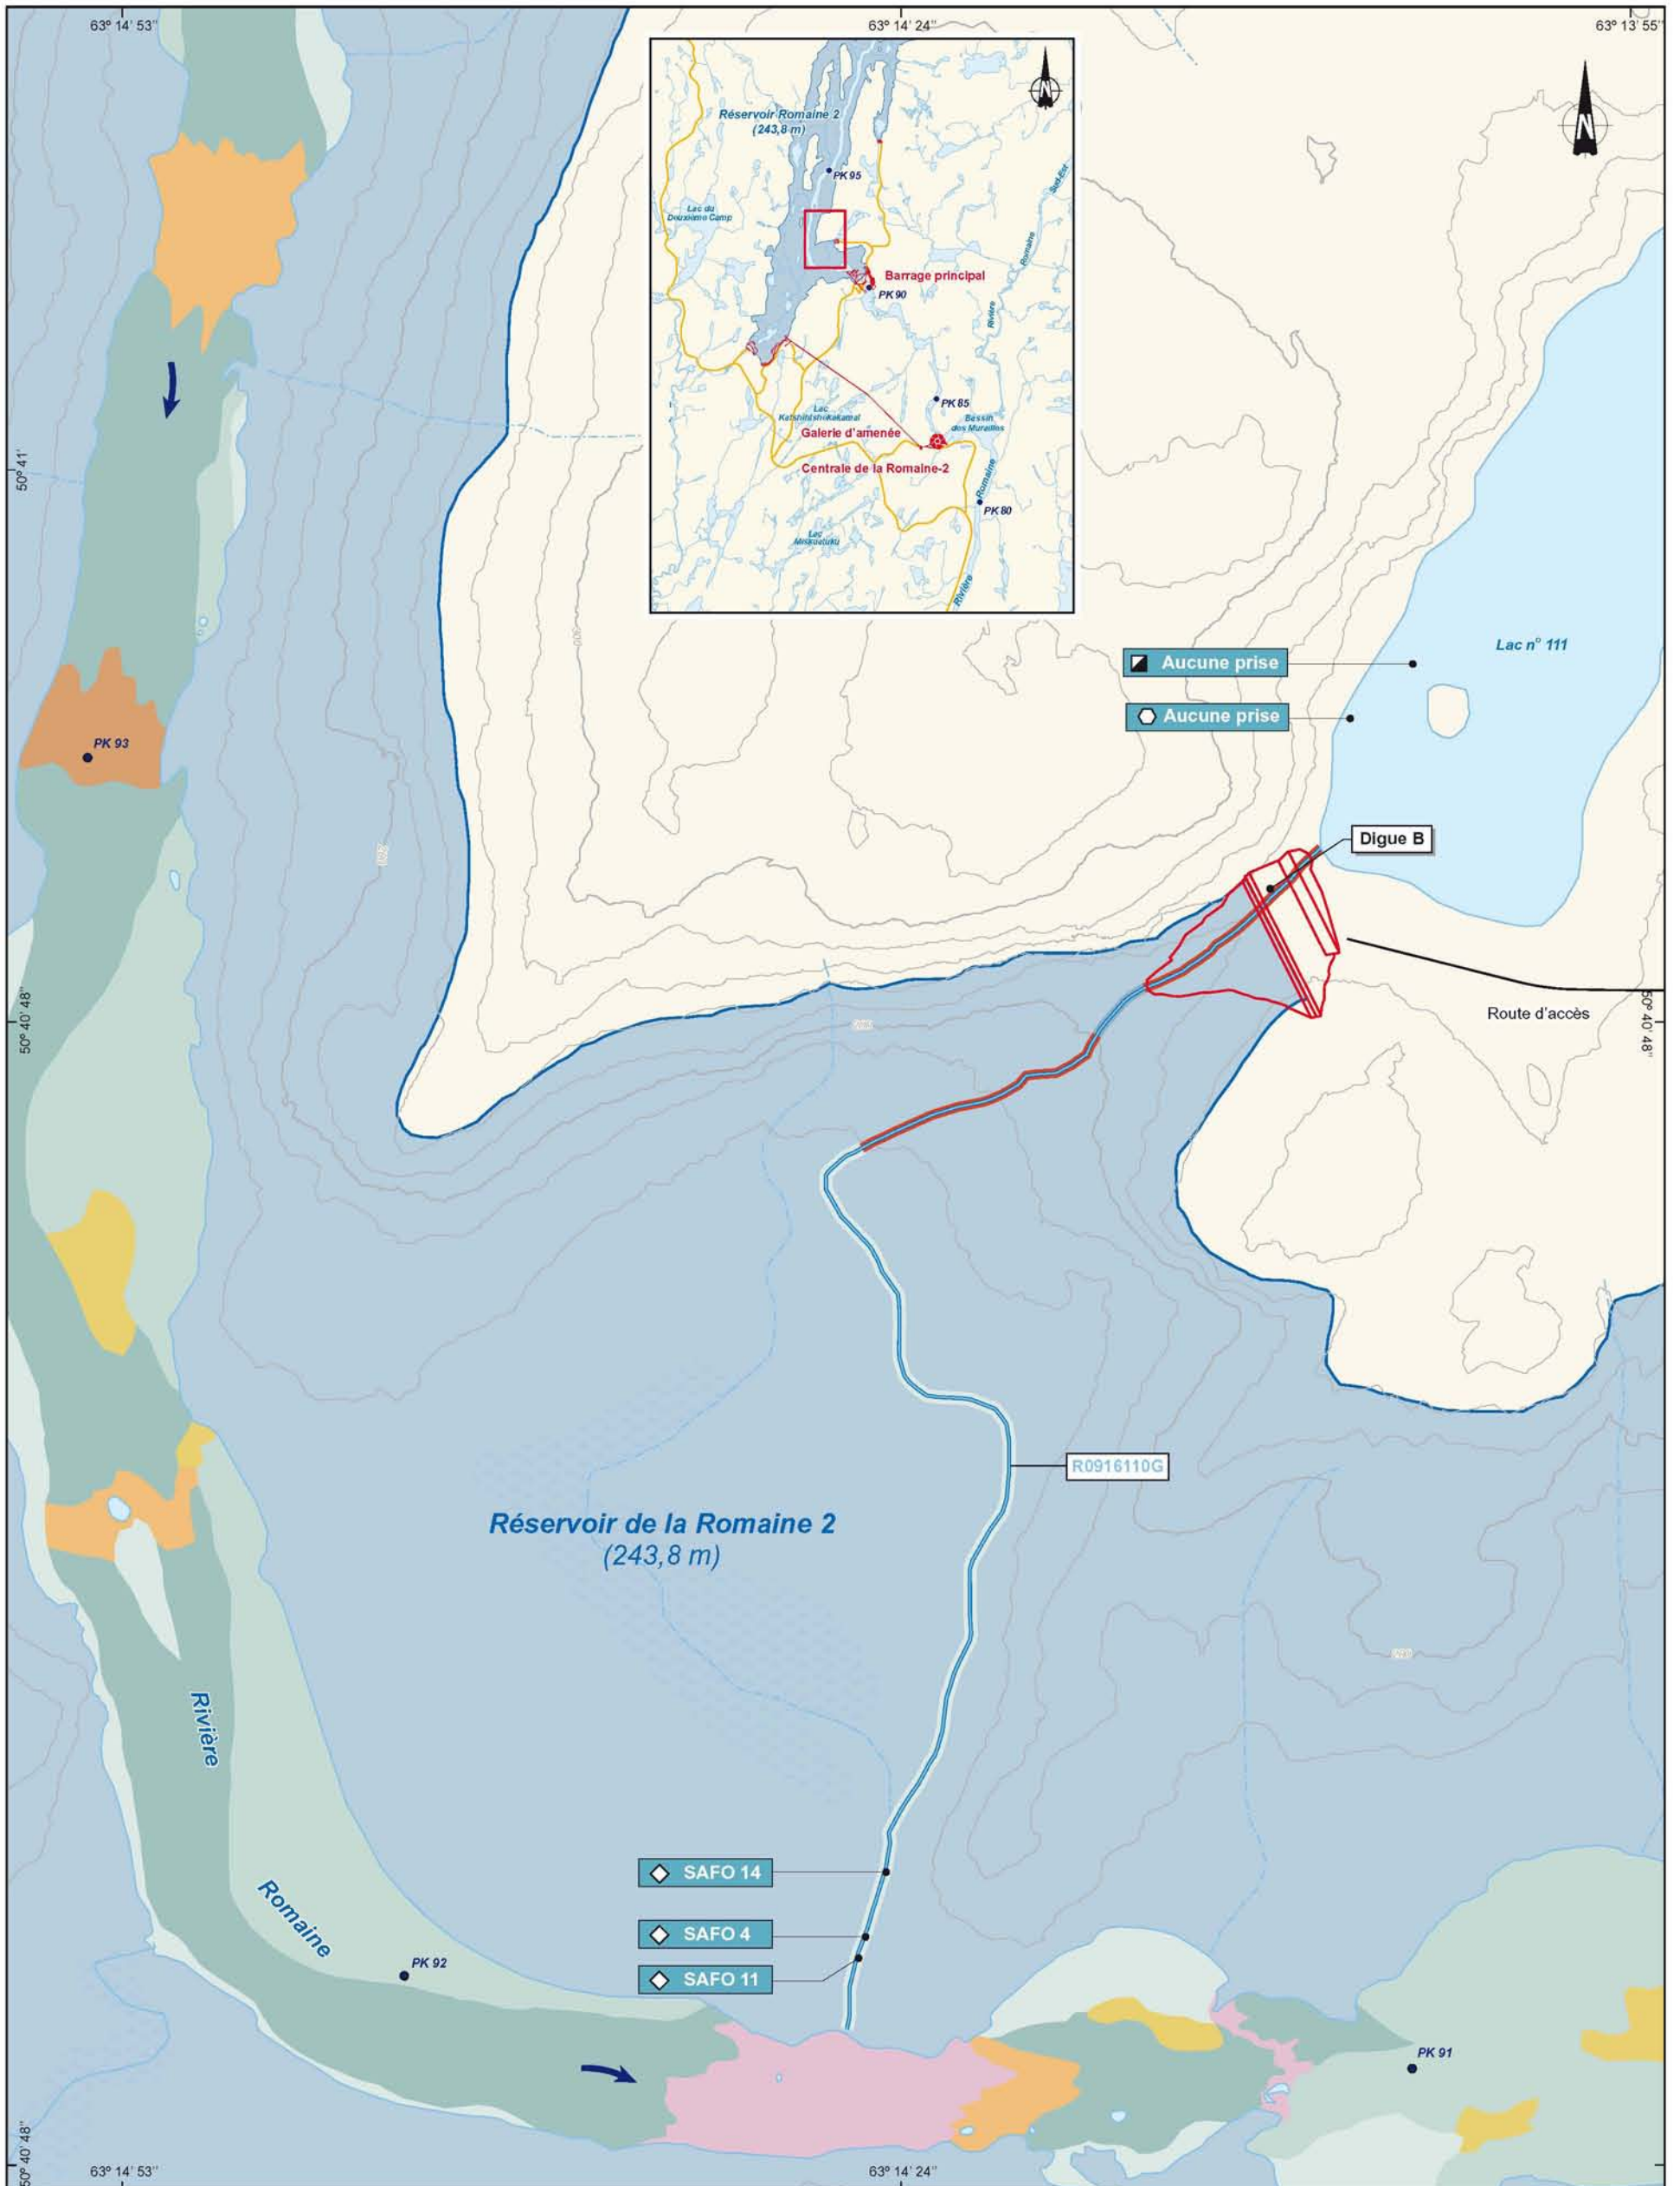 63° 14' 53"
63° 14' 24"
63° 13' 55"
N
N
Réservoir Romaine 2
(243,8 m)
PK 95
Lac du
Deuxième Camp
Sud-Est
Romaine
Rivière
Barrage principal
PK 90
PK 85
Lac
Bassin
des Murailles
Galerie d'amenée
Centrale de la Romaine-2
Romaine
PK 80
Lac
Rivière
50° 41'
Lac n° 111
Aucune prise
Aucune prise
PK 93
Digue B
50° 40' 48"
50° 40' 48"
Route d'accès
R0916110G
Réservoir de la Romaine 2
(243,8 m)
Rivière
Romaine
SAFO 14
SAFO 4
SAFO 11
PK 92
PK 91
50° 40' 48"
63° 14' 53"
63° 14' 24"